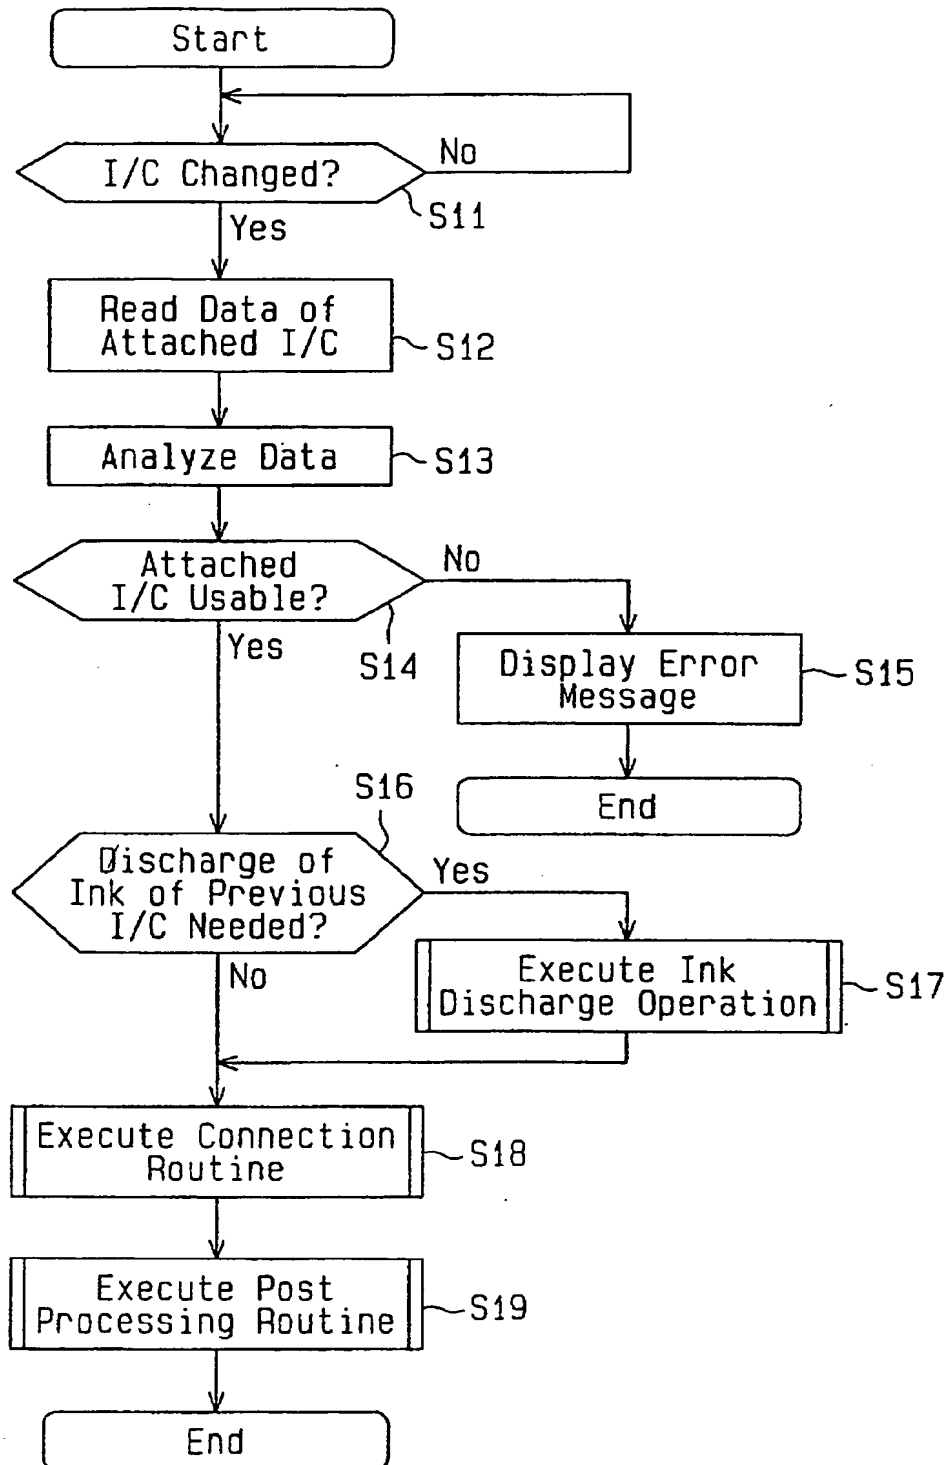 Start
I/C Changed?
No
S11
Yes
Read Data of
Attached I/C
S12
Analyze Data
S13
Attached
I/C Usable?
No
S14
Yes
Display Error
Message
S15
End
S16
Discharge of
Ink of Previous
I/C Needed?
Yes
No
Execute Ink
Discharge Operation
S17
Execute Connection
Routine
S18
Execute Post
Processing Routine
S19
End